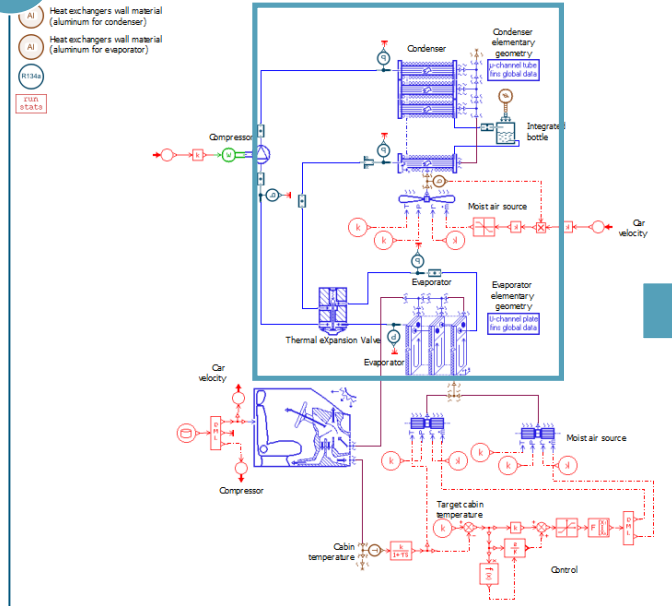 Al
Heat exchangers wall material
(aluminum for condenser)
Al
Heat exchangers wall material
(aluminum for evaporator)
R134a
run
stats
Condenser
Condenser
elementary
geometry
μ-channel tube
fins global data
Integrated
bottle
Compressor
Moist air source
Car
velocity
Evaporator
Evaporator
elementary
geometry
U-channel plate
fins global data
Thermal eXpansion Valve
Evaporator
Car
velocity
Compressor
Moist air source
Target cabin
temperature
Cabin
temperature
k
1+Ts
f(x)
Control